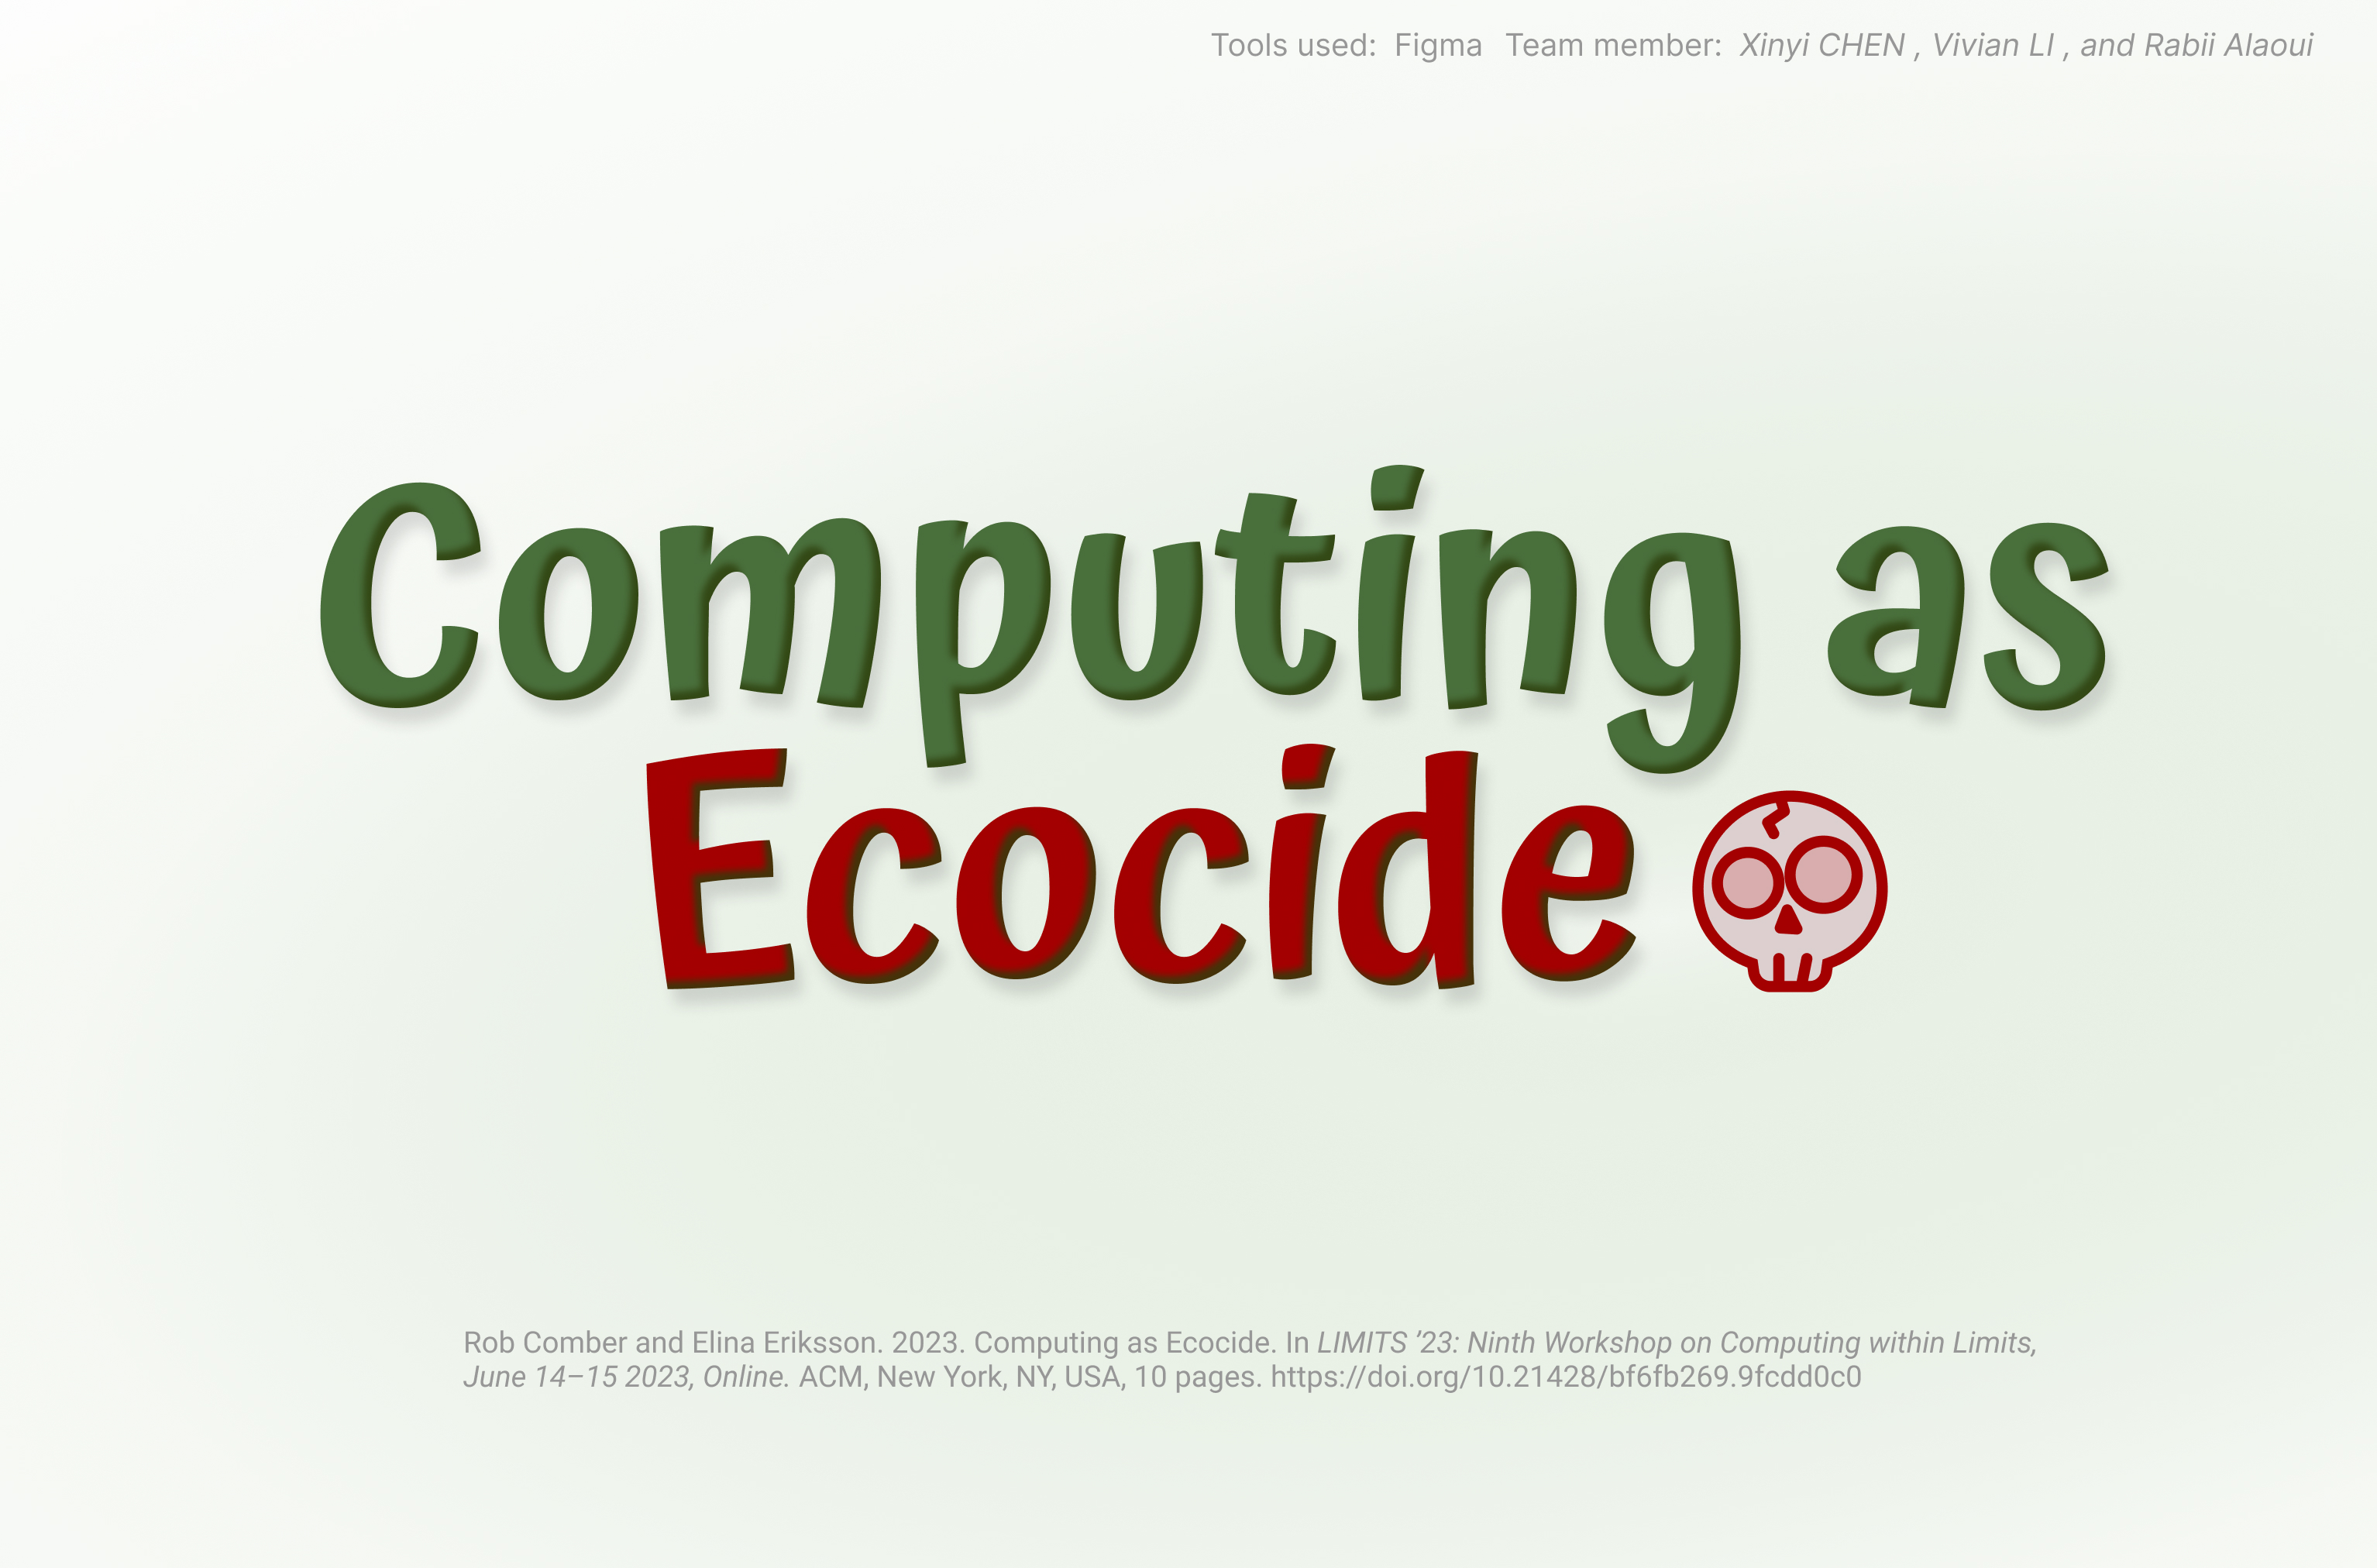 Tools used: Figma Team member: Xinyi CHEN , Vivian LI , and Rabii Alaoui
Computing as
Ecocide
Rob Comber and Elina Eriksson. 2023. Computing as Ecocide. In LIMITS ’23: Ninth Workshop on Computing within Limits,
June 14–15 2023, Online. ACM, New York, NY, USA, 10 pages. https://doi.org/10.21428/bf6fb269.9fcdd0c0